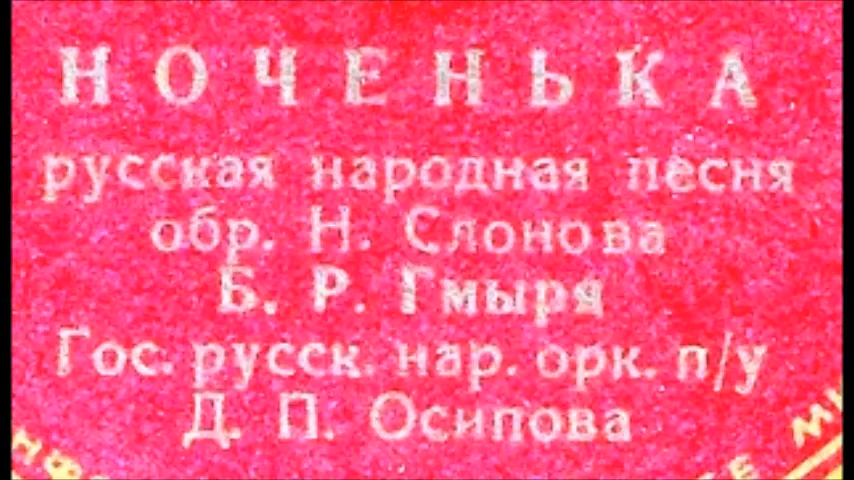 НОЧЕНЬКА
русская народная песня
обр. Н. Слонова
Б. Р. Гмыря
Гос. русск. нар. орк. п/у
Д. П. Осипова